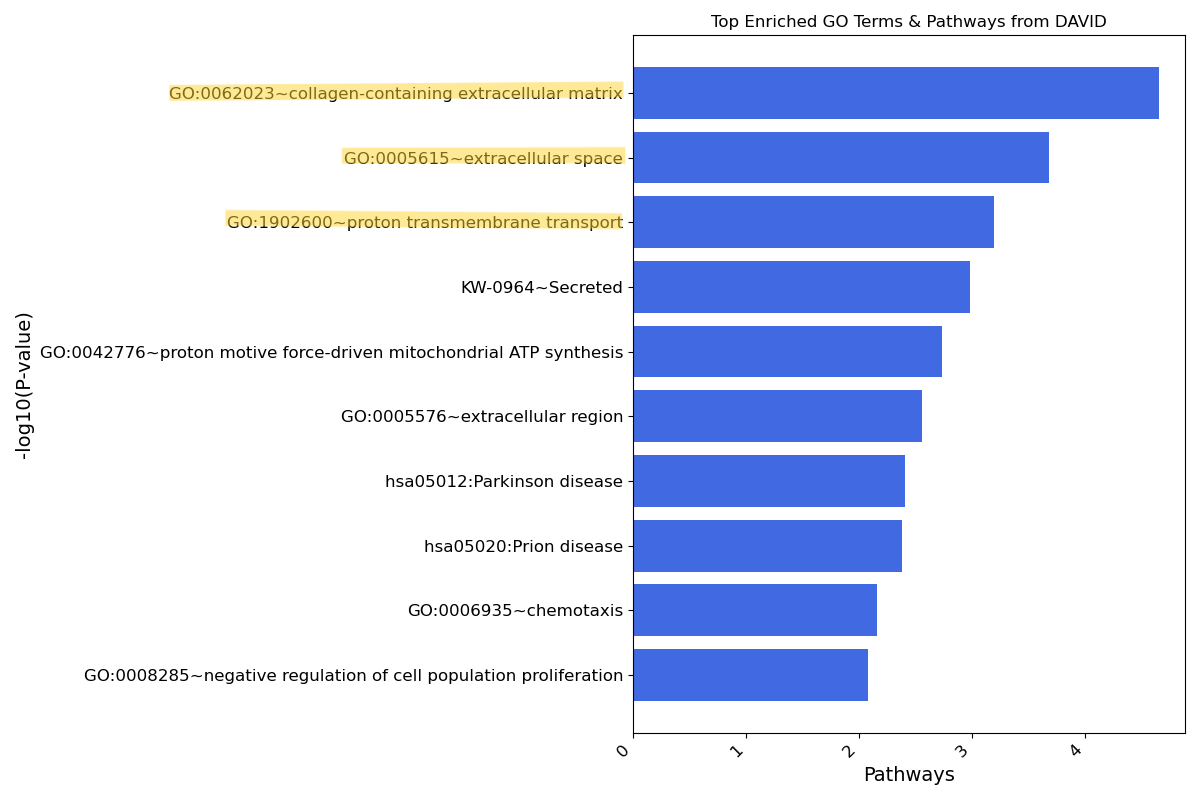 Top Enriched GO Terms & Pathways from DAVID
GO:0062023~collagen-containing extracellular matrix
GO:0005615~extracellular space
GO:1902600~proton transmembrane transport
KW-0964~Secreted
GO:0042776~proton motive force-driven mitochondrial ATP synthesis
GO:0005576~extracellular region
hsa05012:Parkinson disease
hsa05020:Prion disease
GO:0006935~chemotaxis
GO:0008285~negative regulation of cell population proliferation
-log10(P-value)
0 1 2 3 4
Pathways